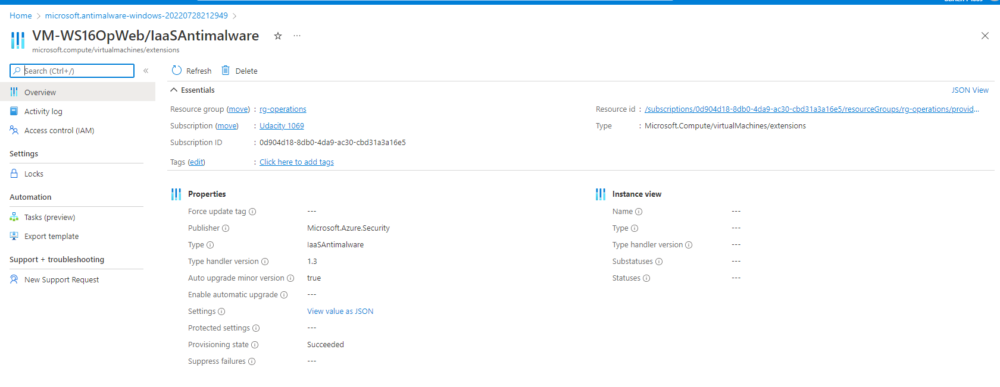 Home > microsoft.antimalware-windows-20220728212949 >
VM-WS16OpWeb/IaaSAntimalware
microsoft.compute/virtualmachines/extensions
Search (Ctrl+/)
Overview
Activity log
Access control (IAM)
Settings
Locks
Automation
Tasks (preview)
Export template
Support + troubleshooting
New Support Request
Refresh Delete
Essentials JSON View
Resource group (move) : rg-operations
Subscription (move) : Udacity 1069
Subscription ID : 0d904d18-8db0-4da9-ac30-cbd31a3a16e5
Tags (edit) : Click here to add tags
Resource id : /subscriptions/0d904d18-8db0-4da9-ac30-cbd31a3a16e5/resourceGroups/rg-operations/provid...
Type : Microsoft.Compute/virtualMachines/extensions
Properties
Force update tag ---
Publisher Microsoft.Azure.Security
Type IaaSAntimalware
Type handler version 1.3
Auto upgrade minor version true
Enable automatic upgrade ---
Settings View value as JSON
Protected settings ---
Provisioning state Succeeded
Suppress failures ---
Instance view
Name ---
Type ---
Type handler version ---
Substatuses ---
Statuses ---